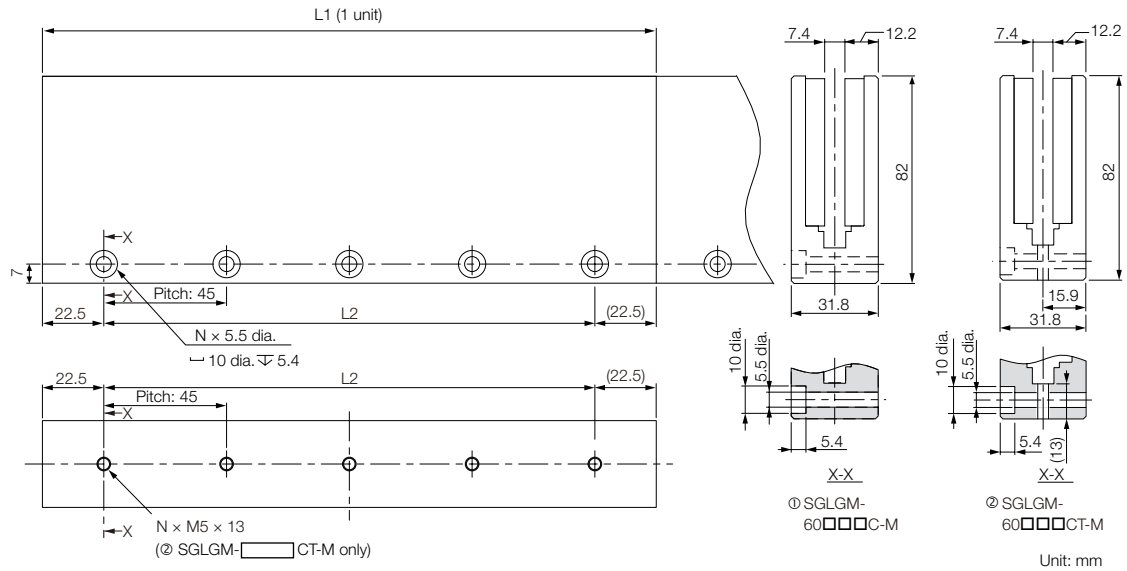 L1 (1 unit)
7
X
X
Pitch: 45
22.5
L2
(22.5)
N × 5.5 dia.
⌴ 10 dia. ↧ 5.4
22.5
L2
(22.5)
Pitch: 45
X
X
N × M5 × 13
(② SGLGM- CT-M only)
7.4
12.2
82
31.8
10 dia.
5.5 dia.
5.4
X-X
① SGLGM-
60□□□C-M
7.4
12.2
82
15.9
31.8
10 dia.
5.5 dia.
5.4
(13)
X-X
② SGLGM-
60□□□CT-M
Unit: mm